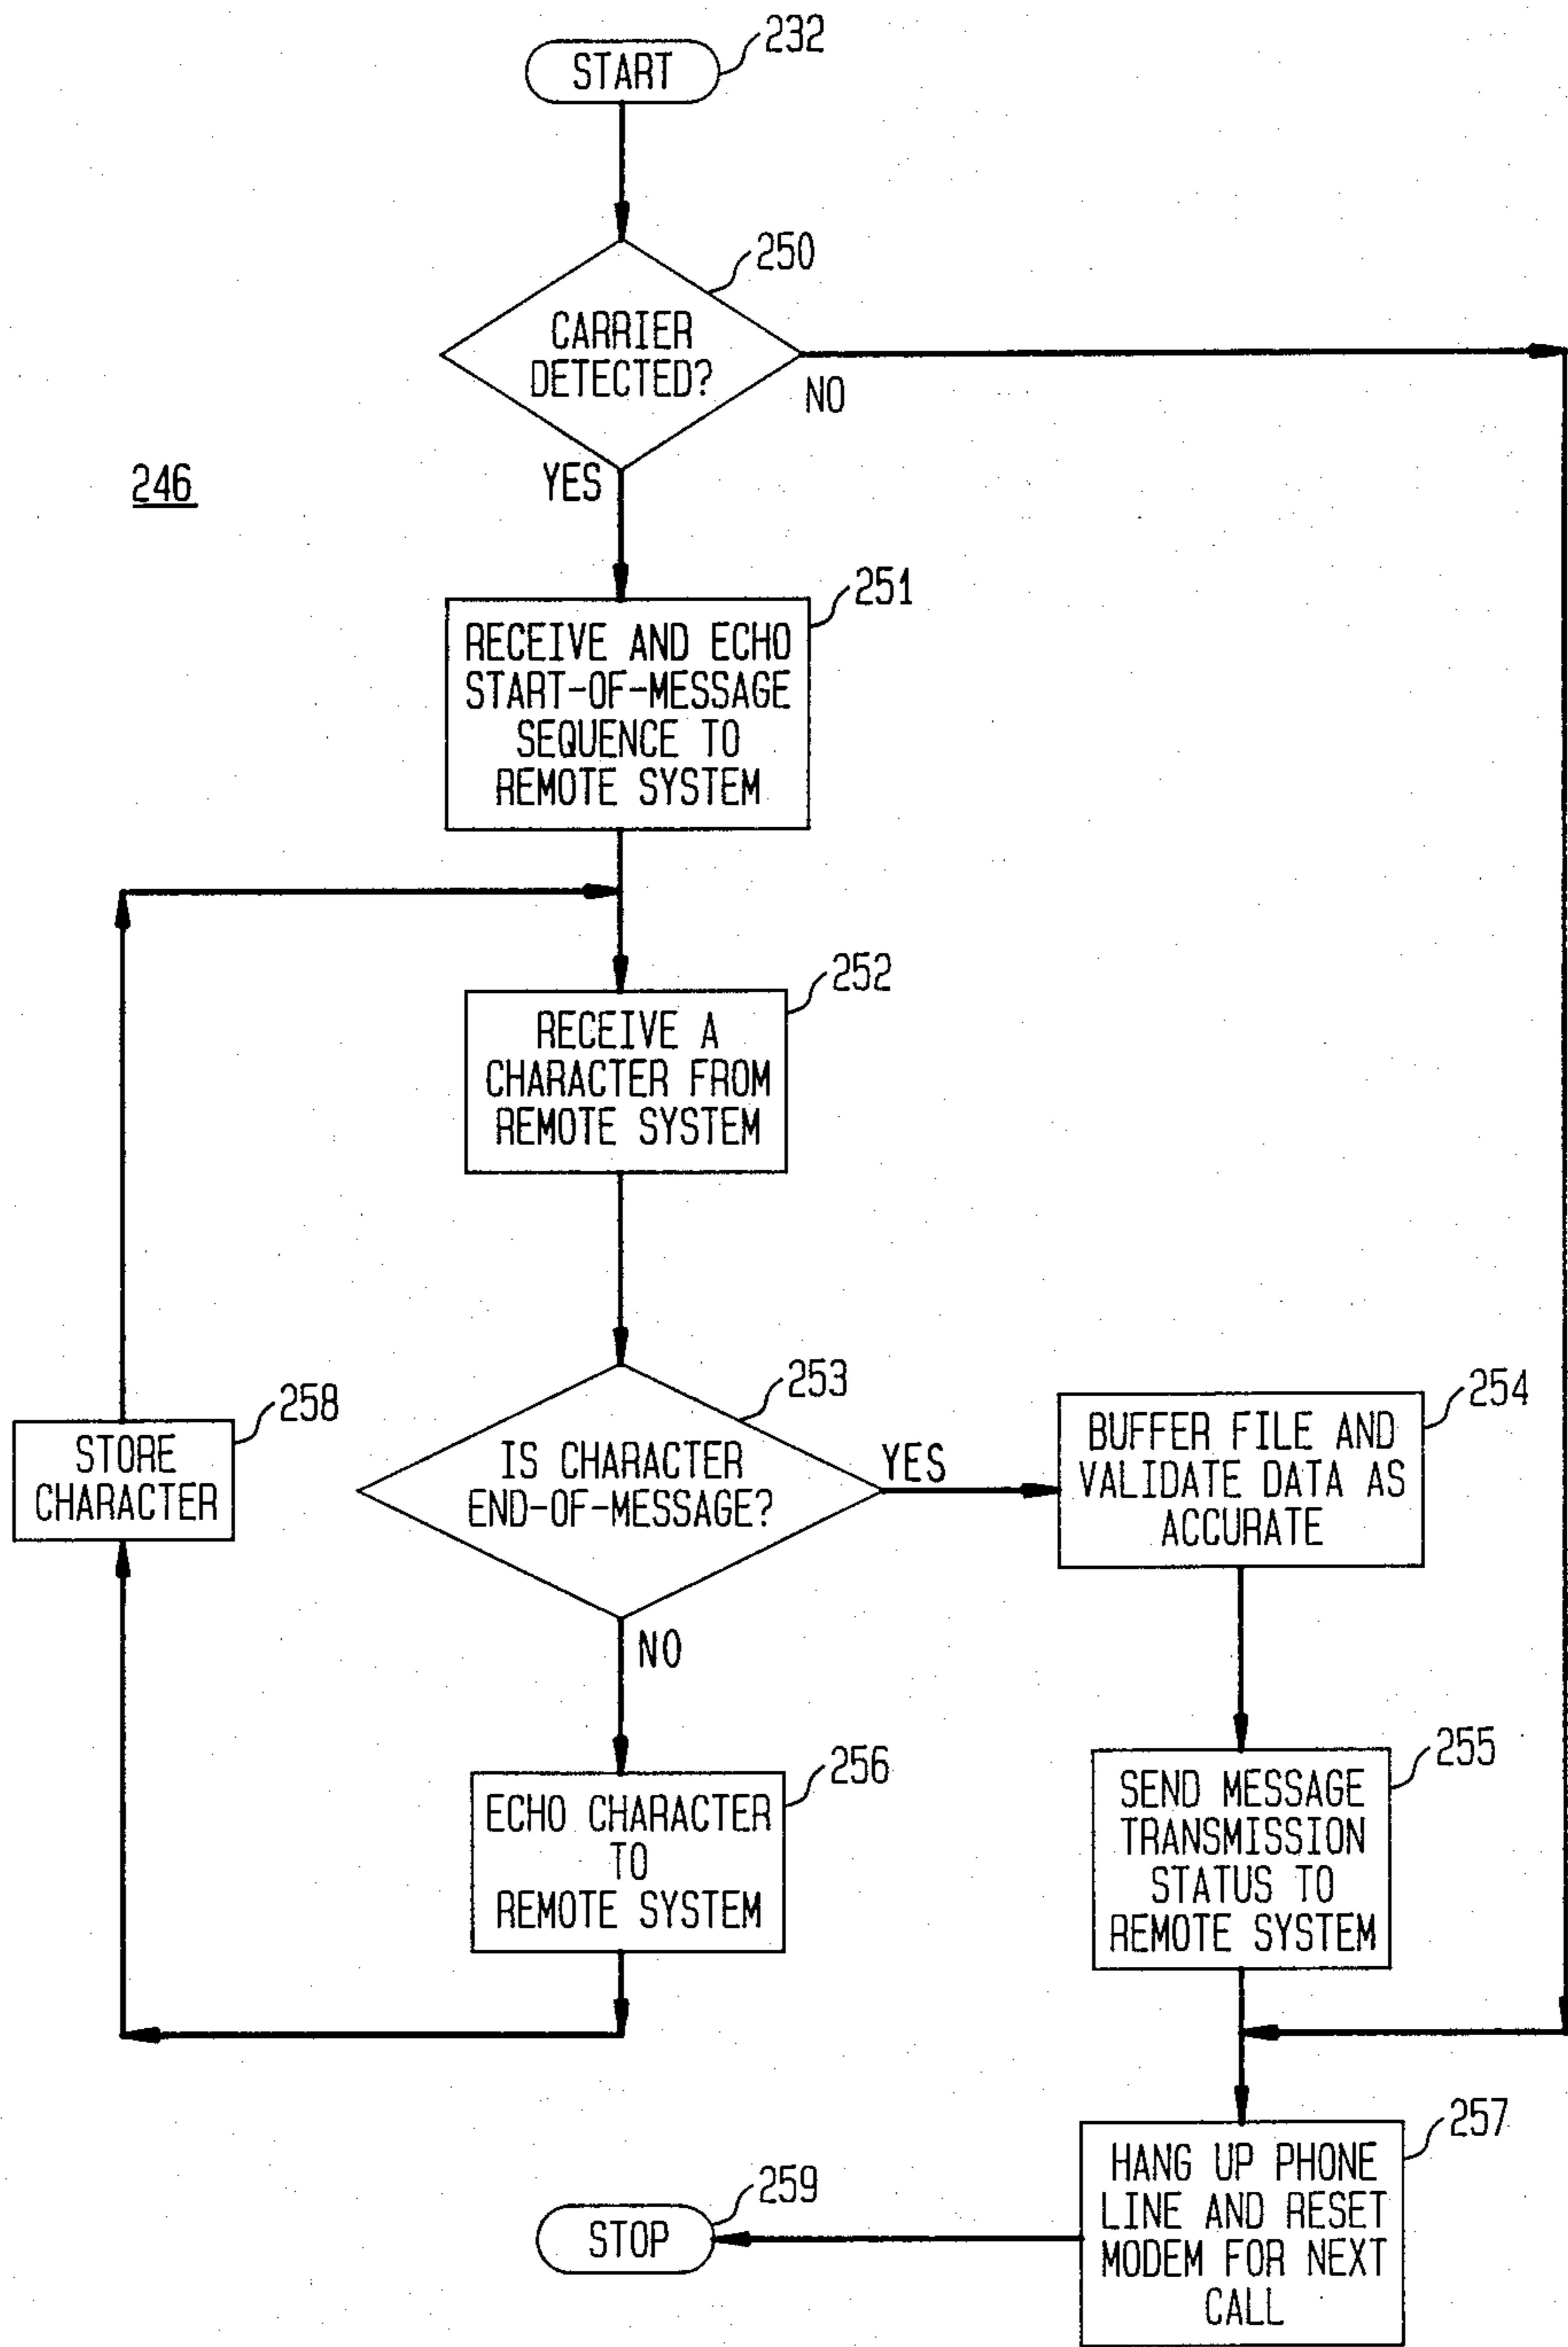 232
START
250
CARRIER
DETECTED?
NO
246
YES
251
RECEIVE AND ECHO
START-OF-MESSAGE
SEQUENCE TO
REMOTE SYSTEM
252
RECEIVE A
CHARACTER FROM
REMOTE SYSTEM
253
IS CHARACTER
END-OF-MESSAGE?
YES
NO
254
BUFFER FILE AND
VALIDATE DATA AS
ACCURATE
258
STORE
CHARACTER
256
ECHO CHARACTER
TO
REMOTE SYSTEM
255
SEND MESSAGE
TRANSMISSION
STATUS TO
REMOTE SYSTEM
257
HANG UP PHONE
LINE AND RESET
MODEM FOR NEXT
CALL
259
STOP